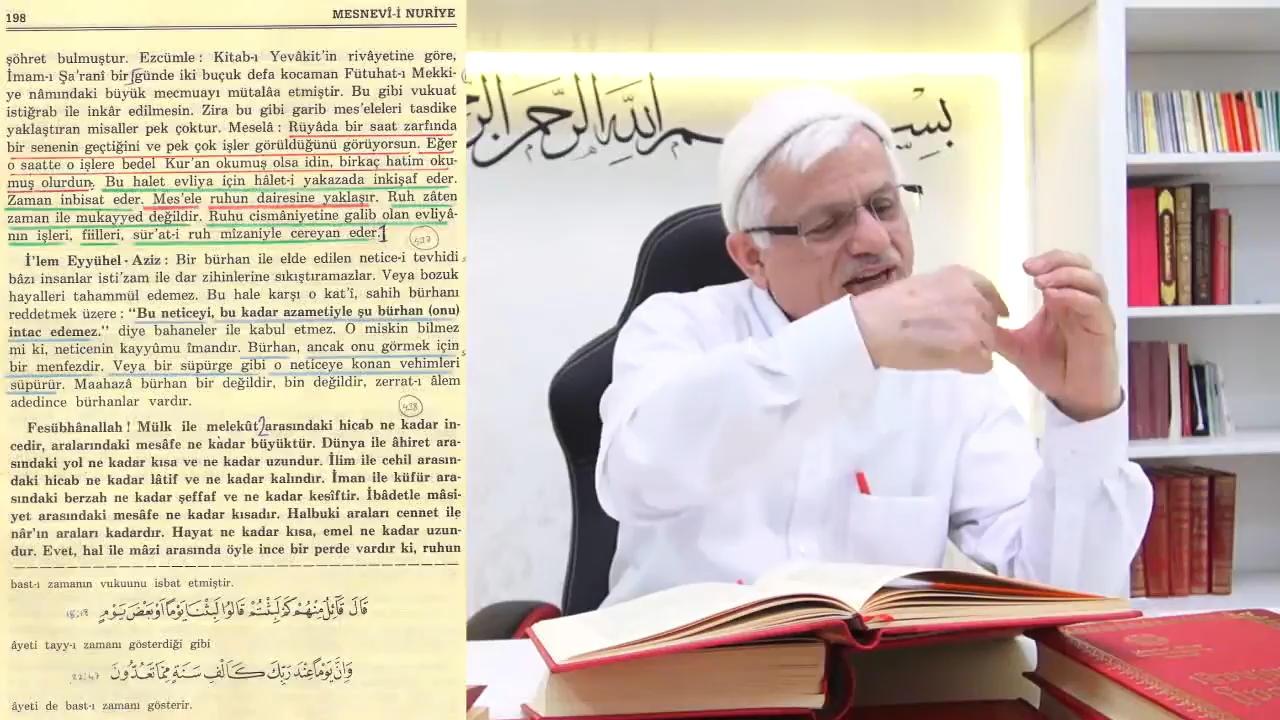 198
MESNEVÎ-İ NURİYE
şöhret bulmuştur. Ezcümle : Kitab-ı Yevâkit'in rivâyetine göre,
İmam-ı Şa'ranî bir günde iki buçuk defa kocaman Fütuhat-ı Mekki-
ye nâmındaki büyük mecmuayı mütalâa etmiştir. Bu gibi vukuat
istiğrab ile inkâr edilmesin. Zira bu gibi garib mes'eleleri tasdike
yaklaştıran misaller pek çoktur. Meselâ : Rüyâda bir saat zarfında
bir senenin geçtiğini ve pek çok işler görüldüğünü görüyorsun. Eğer
o saatte o işlere bedel Kur'an okumuş olsa idin, birkaç hatim oku-
muş olurdun. Bu halet evliya için hâlet-i yakazada inkişaf eder.
Zaman inbisat eder. Mes'ele ruhun dairesine yaklaşır. Ruh zâten
zaman ile mukayyed değildir. Ruhu cismâniyetine galib olan evliyâ-
nın işleri, fiilleri, sür'at-i ruh mîzaniyle cereyan eder. 1
437
İ'lem Eyyühel - Aziz : Bir bürhan ile elde edilen netice-i tevhidi
bâzı insanlar isti'zam ile dar zihinlerine sıkıştıramazlar. Veya bozuk
hayalleri tahammül edemez. Bu hale karşı o kat'î, sahih bürhanı
reddetmek üzere : "Bu neticeyi, bu kadar azametiyle şu bürhan (onu)
intac edemez." diye bahaneler ile kabul etmez. O miskin bilmez
mi ki, neticenin kayyûmu îmandır. Bürhan, ancak onu görmek için
bir menfezdir. Veya bir süpürge gibi o neticeye konan vehimleri
süpürür. Maahazâ bürhan bir değildir, bin değildir, zerrat-ı âlem
adedince bürhanlar vardır.
438
Fesübhânallah ! Mülk ile melekût 2 arasındaki hicab ne kadar in-
cedir, aralarındaki mesâfe ne kadar büyüktür. Dünya ile âhiret ara-
sındaki yol ne kadar kısa ve ne kadar uzundur. İlim ile cehil arasın-
daki hicab ne kadar lâtif ve ne kadar kalındır. İman ile küfür ara-
sındaki berzah ne kadar şeffaf ve ne kadar kesîftir. İbâdetle mâsi-
yet arasındaki mesâfe ne kadar kısadır. Halbuki araları cennet ile
nâr'ın araları kadardır. Hayat ne kadar kısa, emel ne kadar uzun-
dur. Evet, hal ile mâzi arasında öyle ince bir perde vardır ki, ruhun
bast-ı zamanın vukuunu isbat etmiştir.
قَالَ قَٓائِلٌ مِنْهُمْ كَمْ لَبِثْتُمْ قَالُوا لَبِثْنَا يَوْمًا اَوْ بَعْضَ يَوْمٍ 18:19
âyeti tayy-ı zamanı gösterdiği gibi
وَاِنَّ يَوْمًا عِنْدَ رَبِّكَ كَاَلْفِ سَنَةٍ مِمَّا تَعُدُّونَ 22:47
âyeti de bast-ı zamanı gösterir.
بسم الله الرحمن